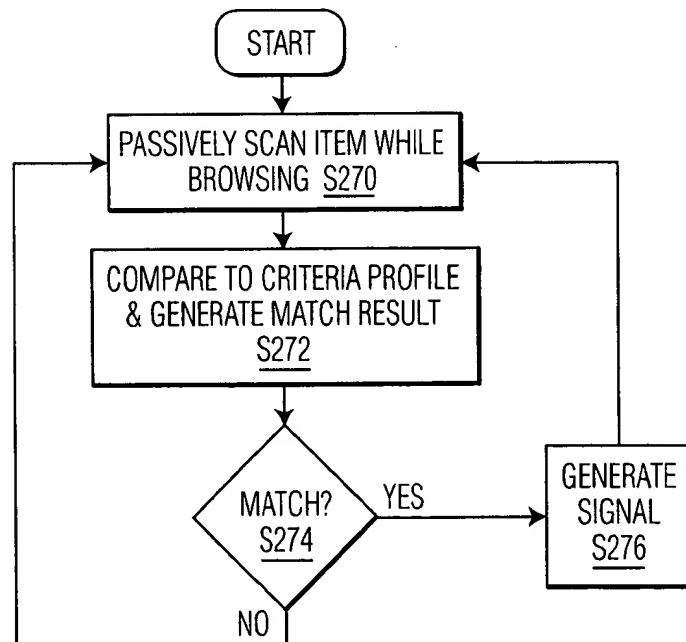 START
PASSIVELY SCAN ITEM WHILE
BROWSING S270
COMPARE TO CRITERIA PROFILE
& GENERATE MATCH RESULT
S272
MATCH?
S274
YES
GENERATE
SIGNAL
S276
NO